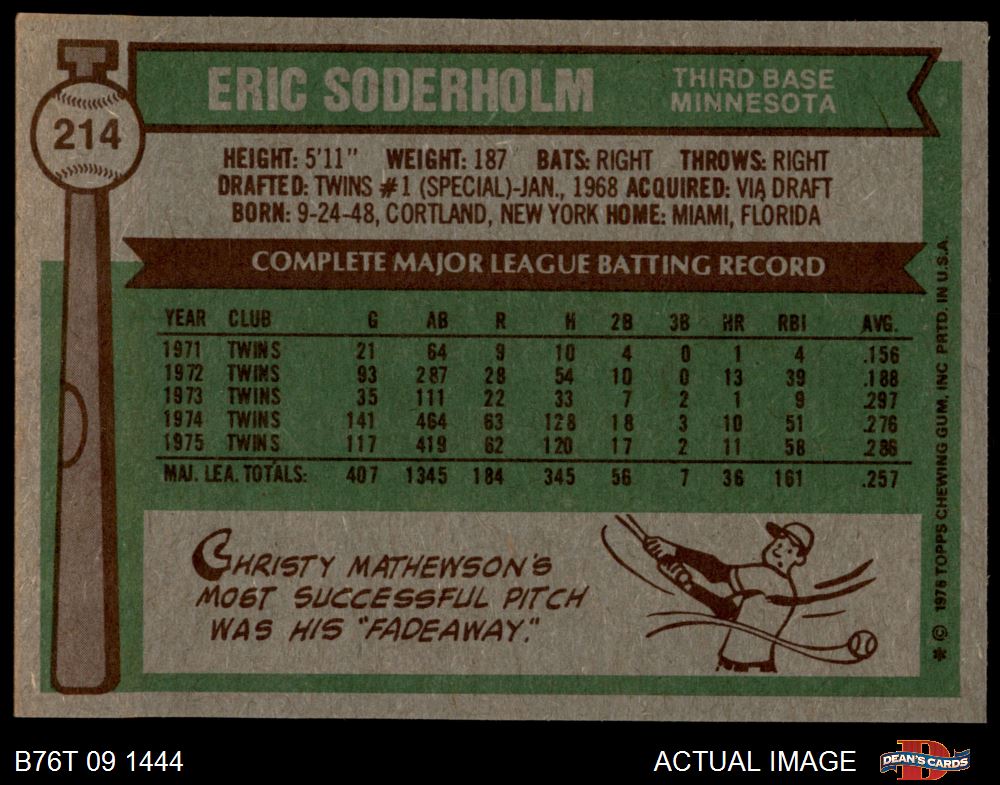 214
ERIC SODERHOLM
THIRD BASE
MINNESOTA
HEIGHT: 5'11" WEIGHT: 187 BATS: RIGHT THROWS: RIGHT
DRAFTED: TWINS #1 (SPECIAL)-JAN., 1968 ACQUIRED: VIA DRAFT
BORN: 9-24-48, CORTLAND, NEW YORK HOME: MIAMI, FLORIDA
COMPLETE MAJOR LEAGUE BATTING RECORD
YEAR CLUB G AB R H 2B 3B HR RBI AVG.
1971 TWINS 21 64 9 10 4 0 1 4 .156
1972 TWINS 93 287 28 54 10 0 13 39 .188
1973 TWINS 35 111 22 33 7 2 1 9 .297
1974 TWINS 141 464 63 128 18 3 10 51 .276
1975 TWINS 117 419 62 120 17 2 11 58 .286
MAJ. LEA. TOTALS: 407 1345 184 345 56 7 36 161 .257
CHRISTY MATHEWSON'S
MOST SUCCESSFUL PITCH
WAS HIS "FADEAWAY."
* © 1976 TOPPS CHEWING GUM, INC. PRTD. IN U.S.A.
B76T 09 1444
ACTUAL IMAGE
D
DEAN'S CARDS